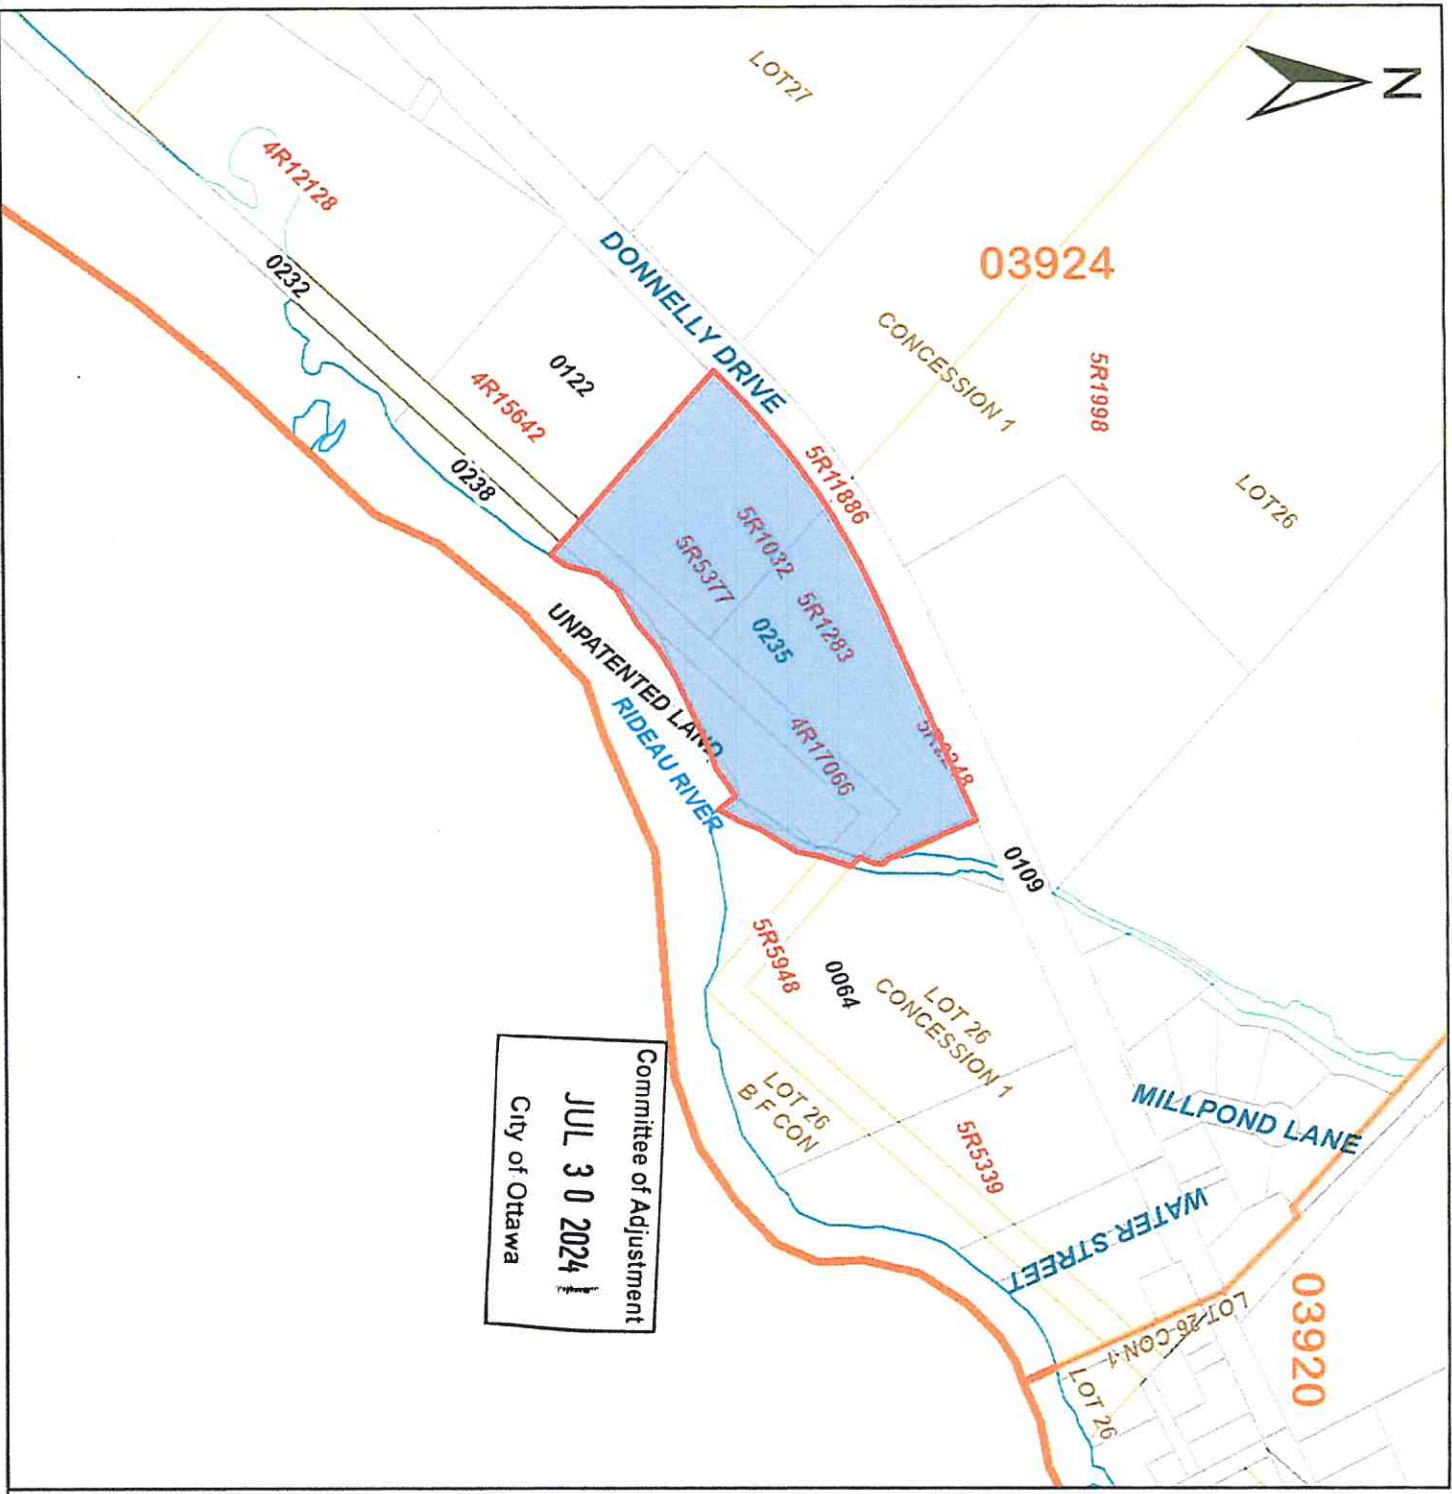 N
LOT27
03924
4R12128
DONNELLY DRIVE
0232
CONCESSION 1
5R1998
0122
4R15642
5R11886
LOT26
0238
5R1032
5R5377
5R1283
0235
UNPATENTED LAND
RIDEAU RIVER
4R17066
5R2248
0109
5R5948
0064
LOT 26
CONCESSION 1
LOT 26
B F CON
5R5339
MILLPOND LANE
WATER STREET
03920
LOT 26 CON 1
LOT 26
Committee of Adjustment
JUL 30 2024
City of Ottawa